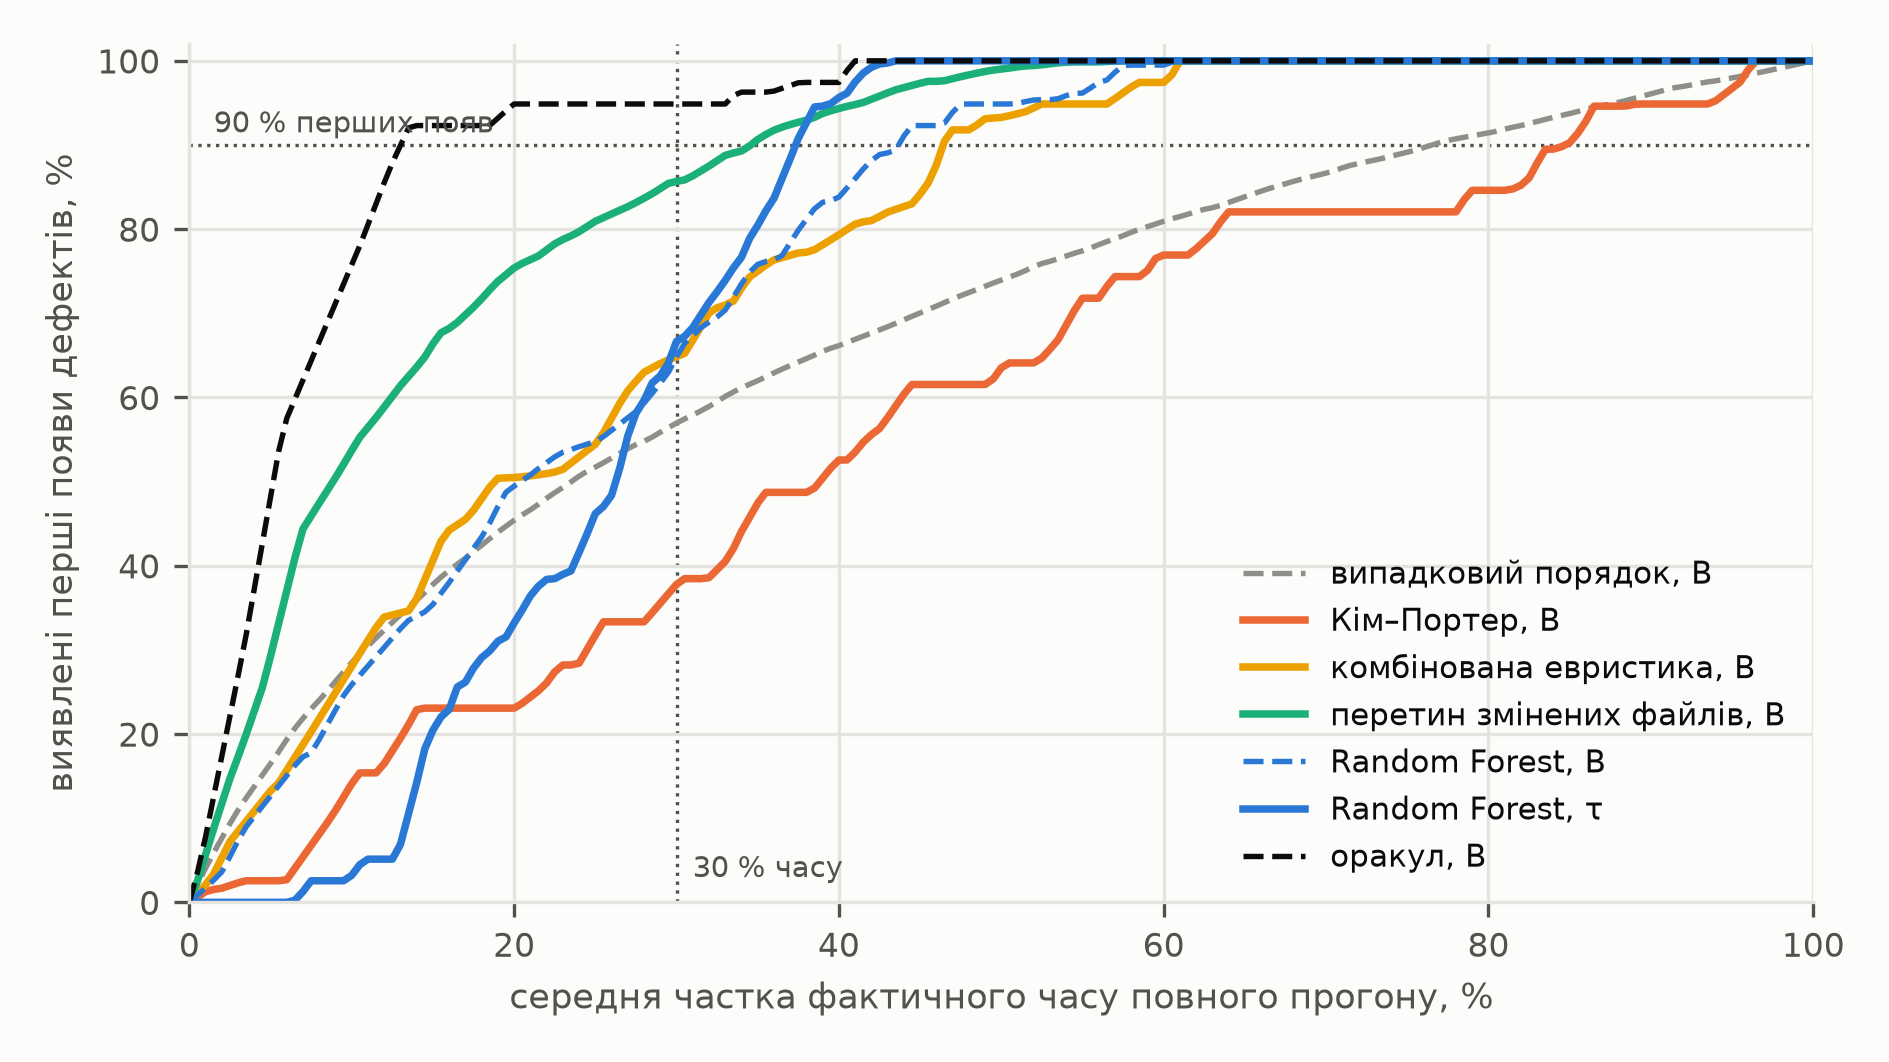 виявлені перші появи дефектів, %
100
80
60
40
20
0
90 % перших появ
30 % часу
випадковий порядок, B
Кім–Портер, B
комбінована евристика, B
перетин змінених файлів, B
Random Forest, B
Random Forest, τ
оракул, B
0 20 40 60 80 100
середня частка фактичного часу повного прогону, %